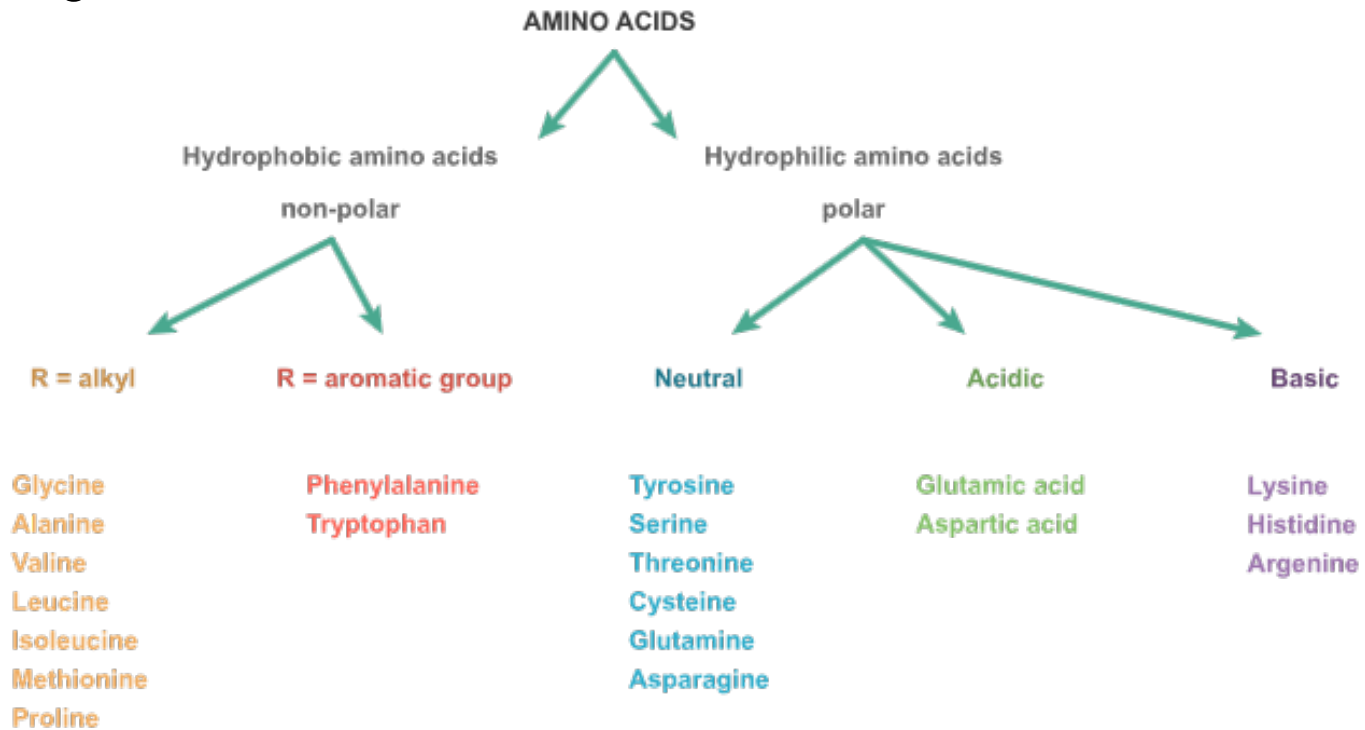 AMINO ACIDS
Hydrophobic amino acids
non-polar
Hydrophilic amino acids
polar
R = alkyl
Glycine
Alanine
Valine
Leucine
Isoleucine
Methionine
Proline
R = aromatic group
Phenylalanine
Tryptophan
Neutral
Tyrosine
Serine
Threonine
Cysteine
Glutamine
Asparagine
Acidic
Glutamic acid
Aspartic acid
Basic
Lysine
Histidine
Argenine